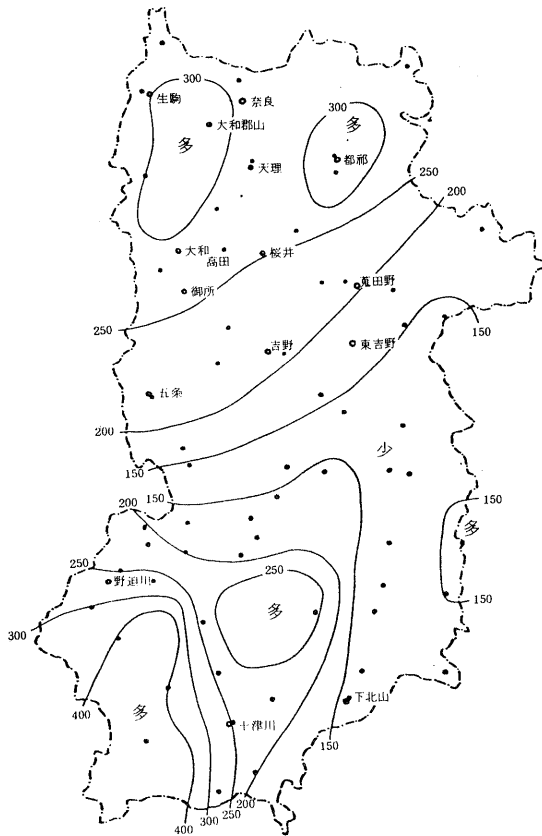 300
生駒
奈良
大和郡山
多
300
多
都祁
天理
250
200
大和
高田
桜井
御所
菟田野
250
吉野
東吉野
150
五条
200
150
少
150
200
150
多
250
野迫川
250
多
150
300
400
多
十津川
下北山
150
200
250
300
400